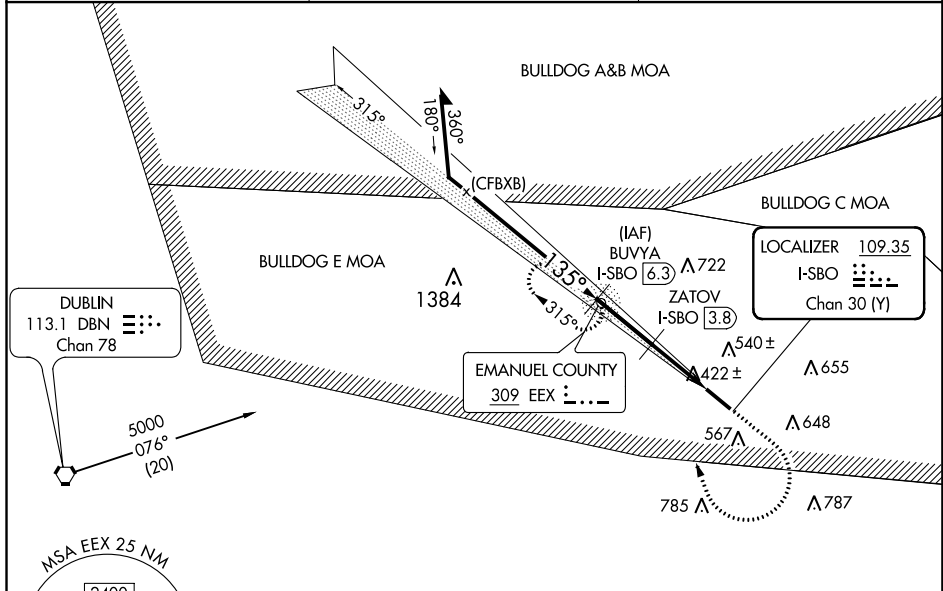 BULLDOG A&B MOA
315°
180°
360°
(CFBXB)
BULLDOG C MOA
(IAF)
BUVYA
I-SBO 6.3
722
LOCALIZER 109.35
I-SBO
Chan 30 (Y)
BULLDOG E MOA
1384
135°
315°
ZATOV
I-SBO 3.8
DUBLIN
113.1 DBN
Chan 78
540 ±
EMANUEL COUNTY
309 EEX
422 ±
655
5000
076°
(20)
648
567
785
787
MSA EEX 25 NM